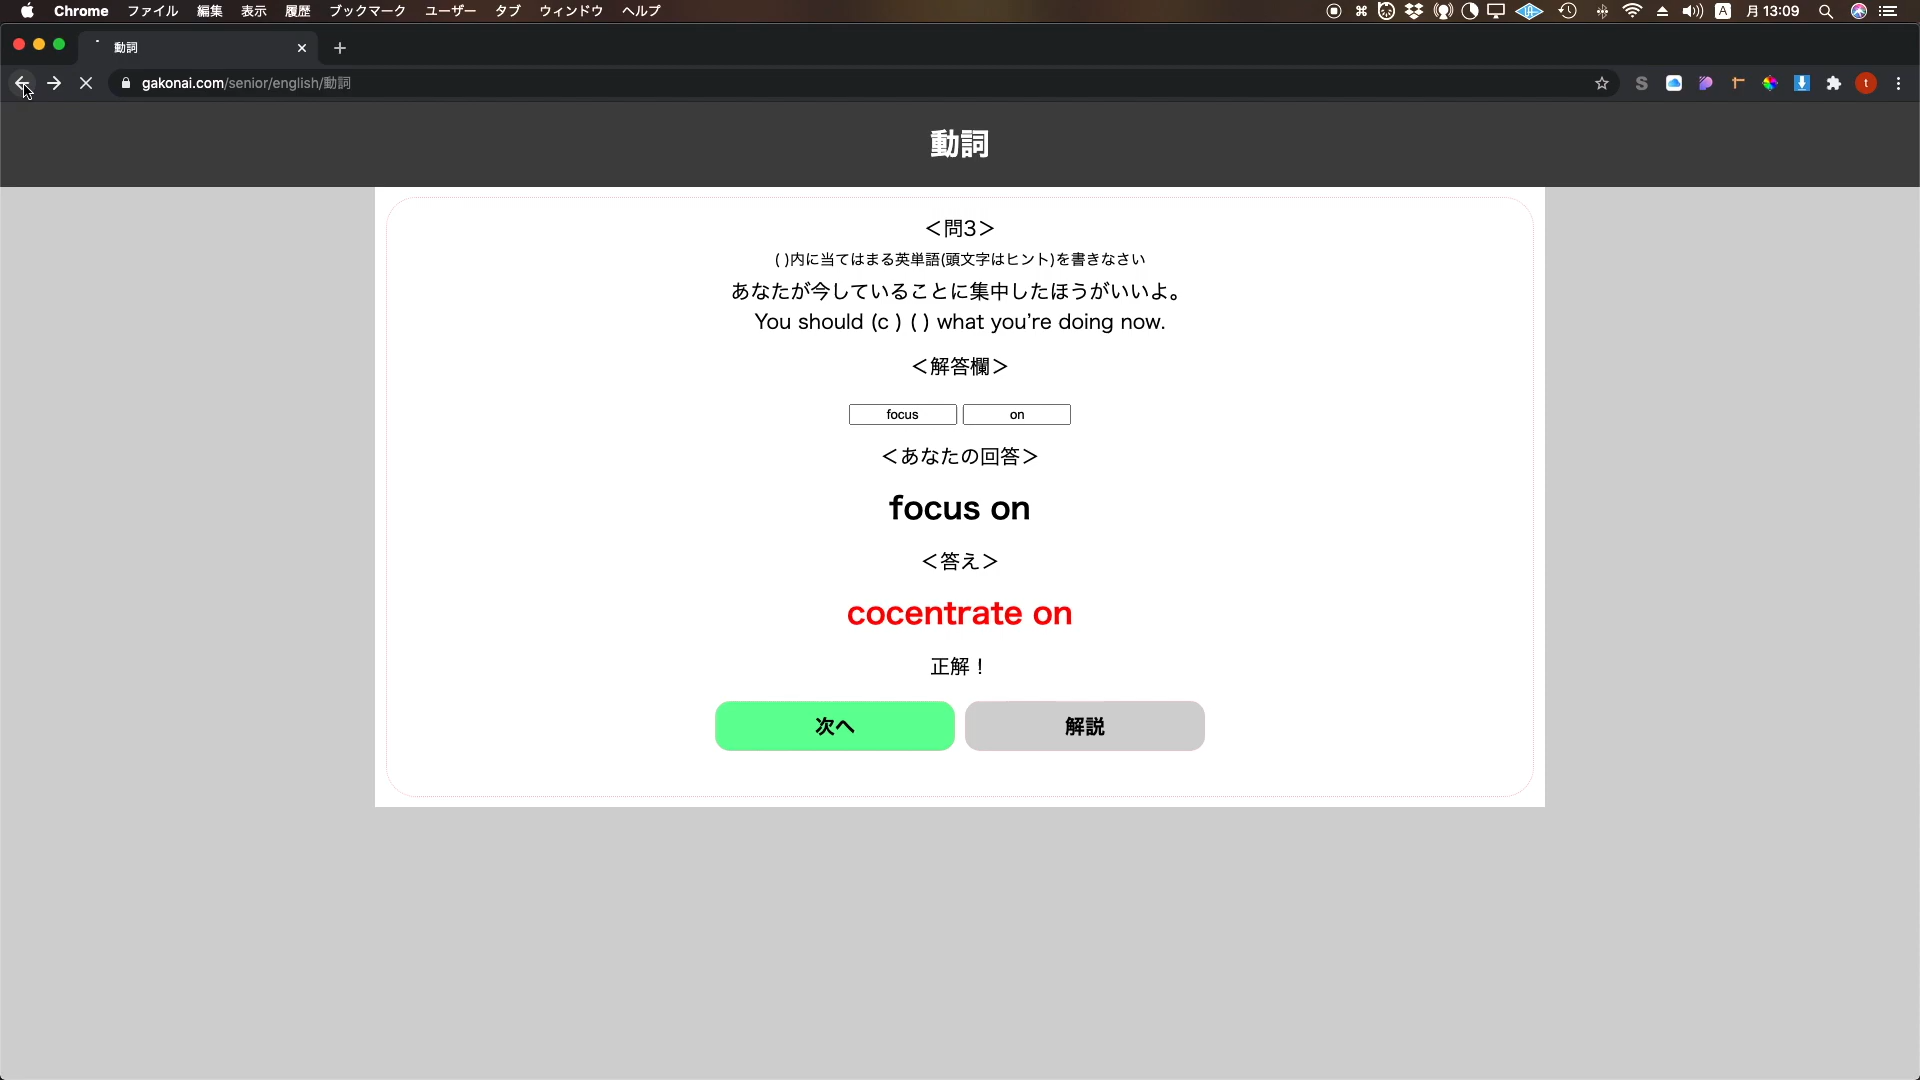 Chrome ファイル 編集 表示 履歴 ブックマーク ユーザー タブ ウィンドウ ヘルプ
A 月 13:09
動詞
gakonai.com/senior/english/動詞
S t
動詞
＜問3＞
( )内に当てはまる英単語(頭文字はヒント)を書きなさい
あなたが今していることに集中したほうがいいよ。
You should (c ) ( ) what you’re doing now.
＜解答欄＞
focus on
＜あなたの回答＞
focus on
＜答え＞
cocentrate on
正解！
次へ 解説